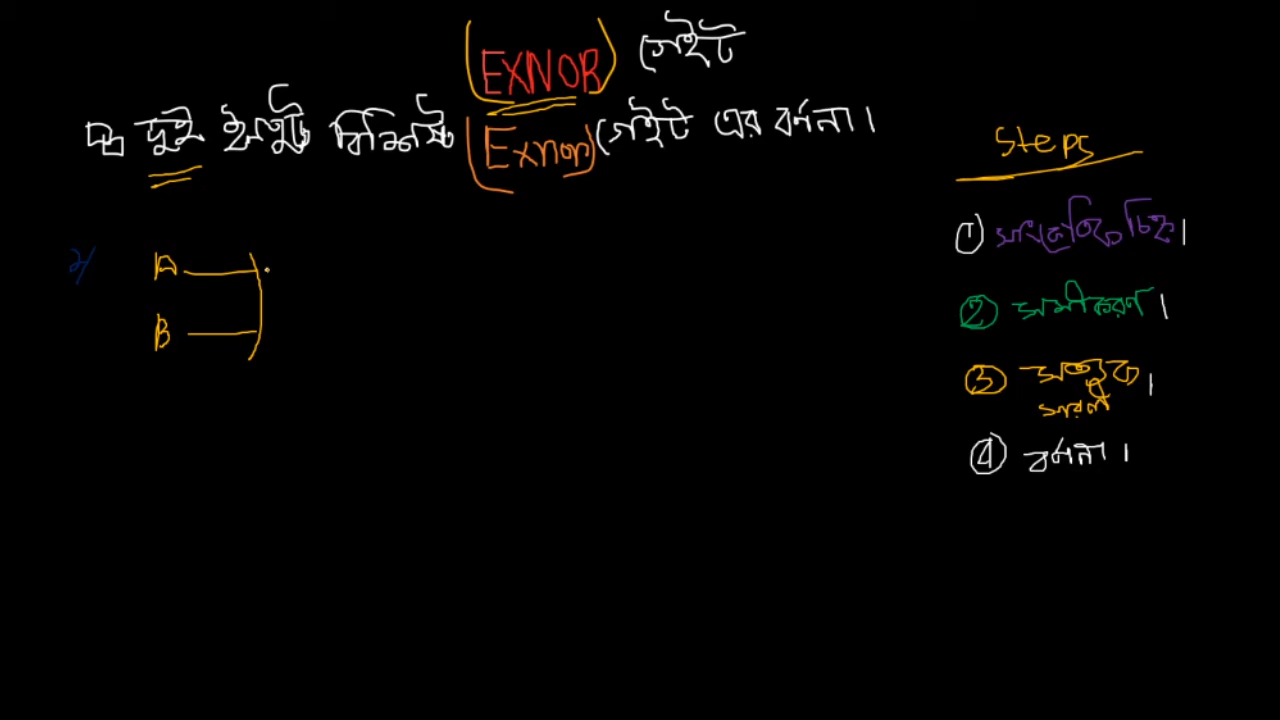 (EXNOR) গেইট
দুই ইনপুট বিশিষ্ট (Exnor) গেইট এর বর্ণনা।
Steps
① সাংকেতিক চিহ্ন।
② সমীকরণ।
③ সত্যক।
সারণী
④ বর্ণনা।
১/
A
B